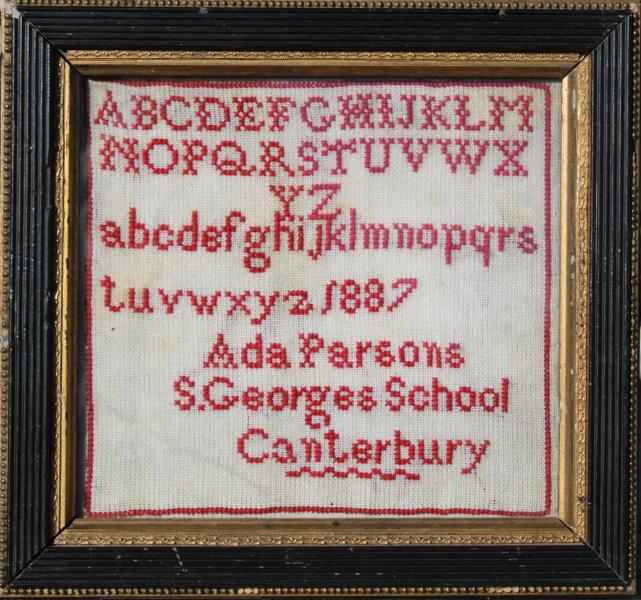 ABCDEFGHIJKLM
NOPQRSTUVWX
YZ
abcdefghijklmnopqrs
tuvwxyz 1887
Ada Parsons
S.Georges School
Canterbury